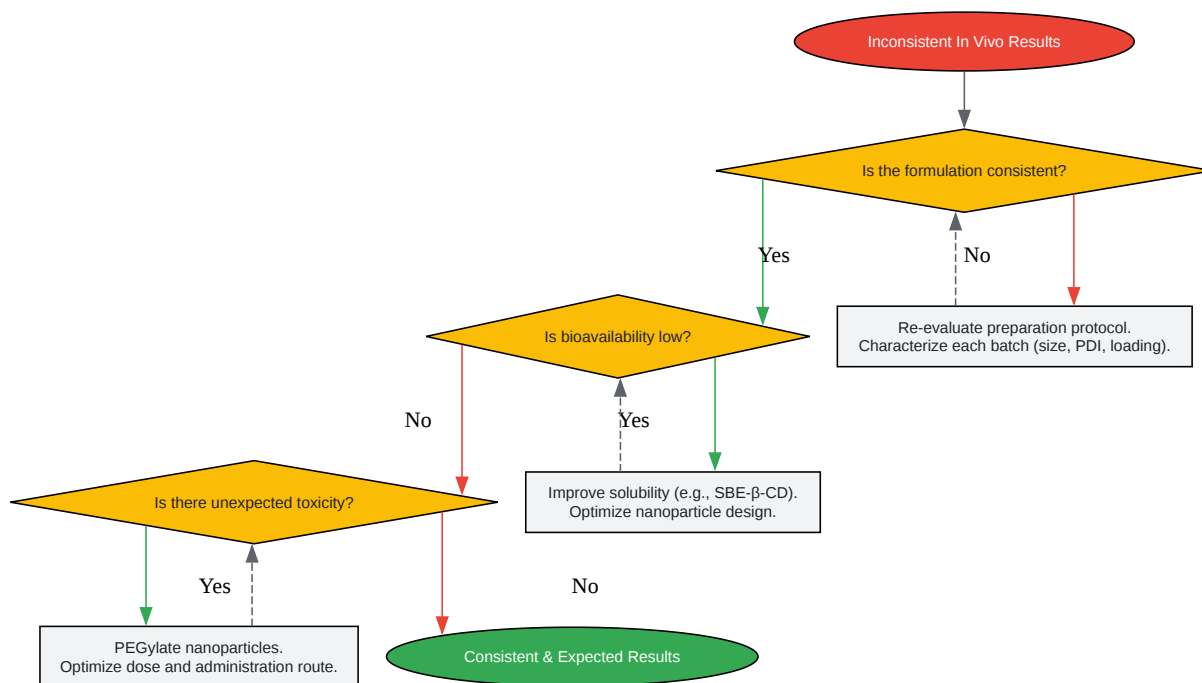 Inconsistent In Vivo Results
Is the formulation consistent?
Yes
No
Re-evaluate preparation protocol.
Characterize each batch (size, PDI, loading).
Is bioavailability low?
No
Yes
Improve solubility (e.g., SBE-β-CD).
Optimize nanoparticle design.
Is there unexpected toxicity?
Yes
No
PEGylate nanoparticles.
Optimize dose and administration route.
Consistent & Expected Results